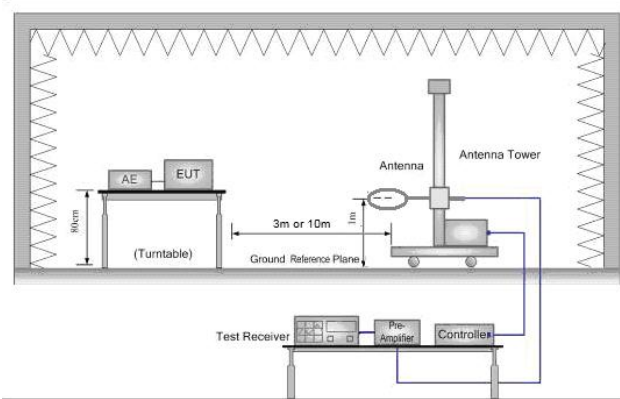 Antenna
Antenna Tower
AE
EUT
80cm
1m
3m or 10m
(Turntable)
Ground Reference Plane
Test Receiver
Pre-
Amplifier
Controller